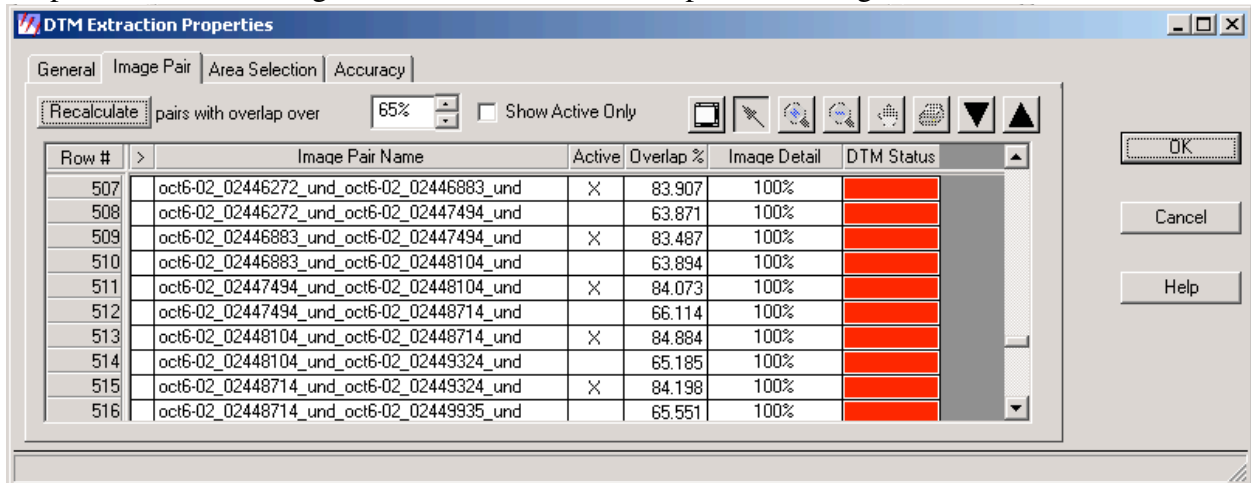 DTM Extraction Properties
General Image Pair Area Selection Accuracy
Recalculate pairs with overlap over 65% Show Active Only
Row # > Image Pair Name Active Overlap % Image Detail DTM Status
507 oct6-02_02446272_und_oct6-02_02446883_und X 83.907 100%
508 oct6-02_02446272_und_oct6-02_02447494_und 63.871 100%
509 oct6-02_02446883_und_oct6-02_02447494_und X 83.487 100%
510 oct6-02_02446883_und_oct6-02_02448104_und 63.894 100%
511 oct6-02_02447494_und_oct6-02_02448104_und X 84.073 100%
512 oct6-02_02447494_und_oct6-02_02448714_und 66.114 100%
513 oct6-02_02448104_und_oct6-02_02448714_und X 84.884 100%
514 oct6-02_02448104_und_oct6-02_02449324_und 65.185 100%
515 oct6-02_02448714_und_oct6-02_02449324_und X 84.198 100%
516 oct6-02_02448714_und_oct6-02_02449935_und 65.551 100%
OK
Cancel
Help